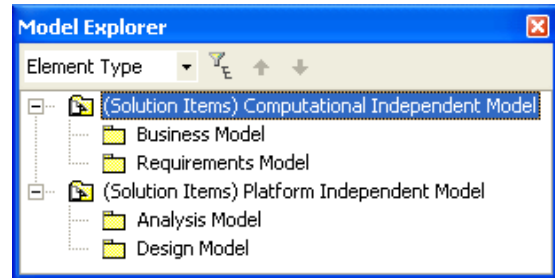 Model Explorer
Element Type
(Solution Items) Computational Independent Model
Business Model
Requirements Model
(Solution Items) Platform Independent Model
Analysis Model
Design Model